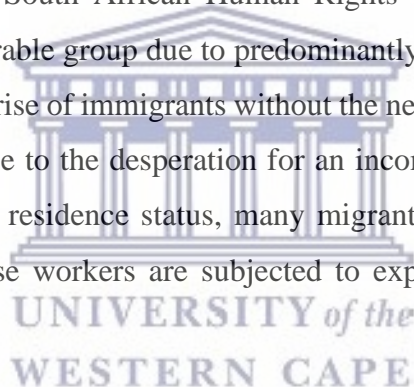 South African Human Rights
rable group due to predominantly
rise of immigrants without the ne
e to the desperation for an inco
residence status, many migrant
se workers are subjected to exp
UNIVERSITY of the
WESTERN CAPE